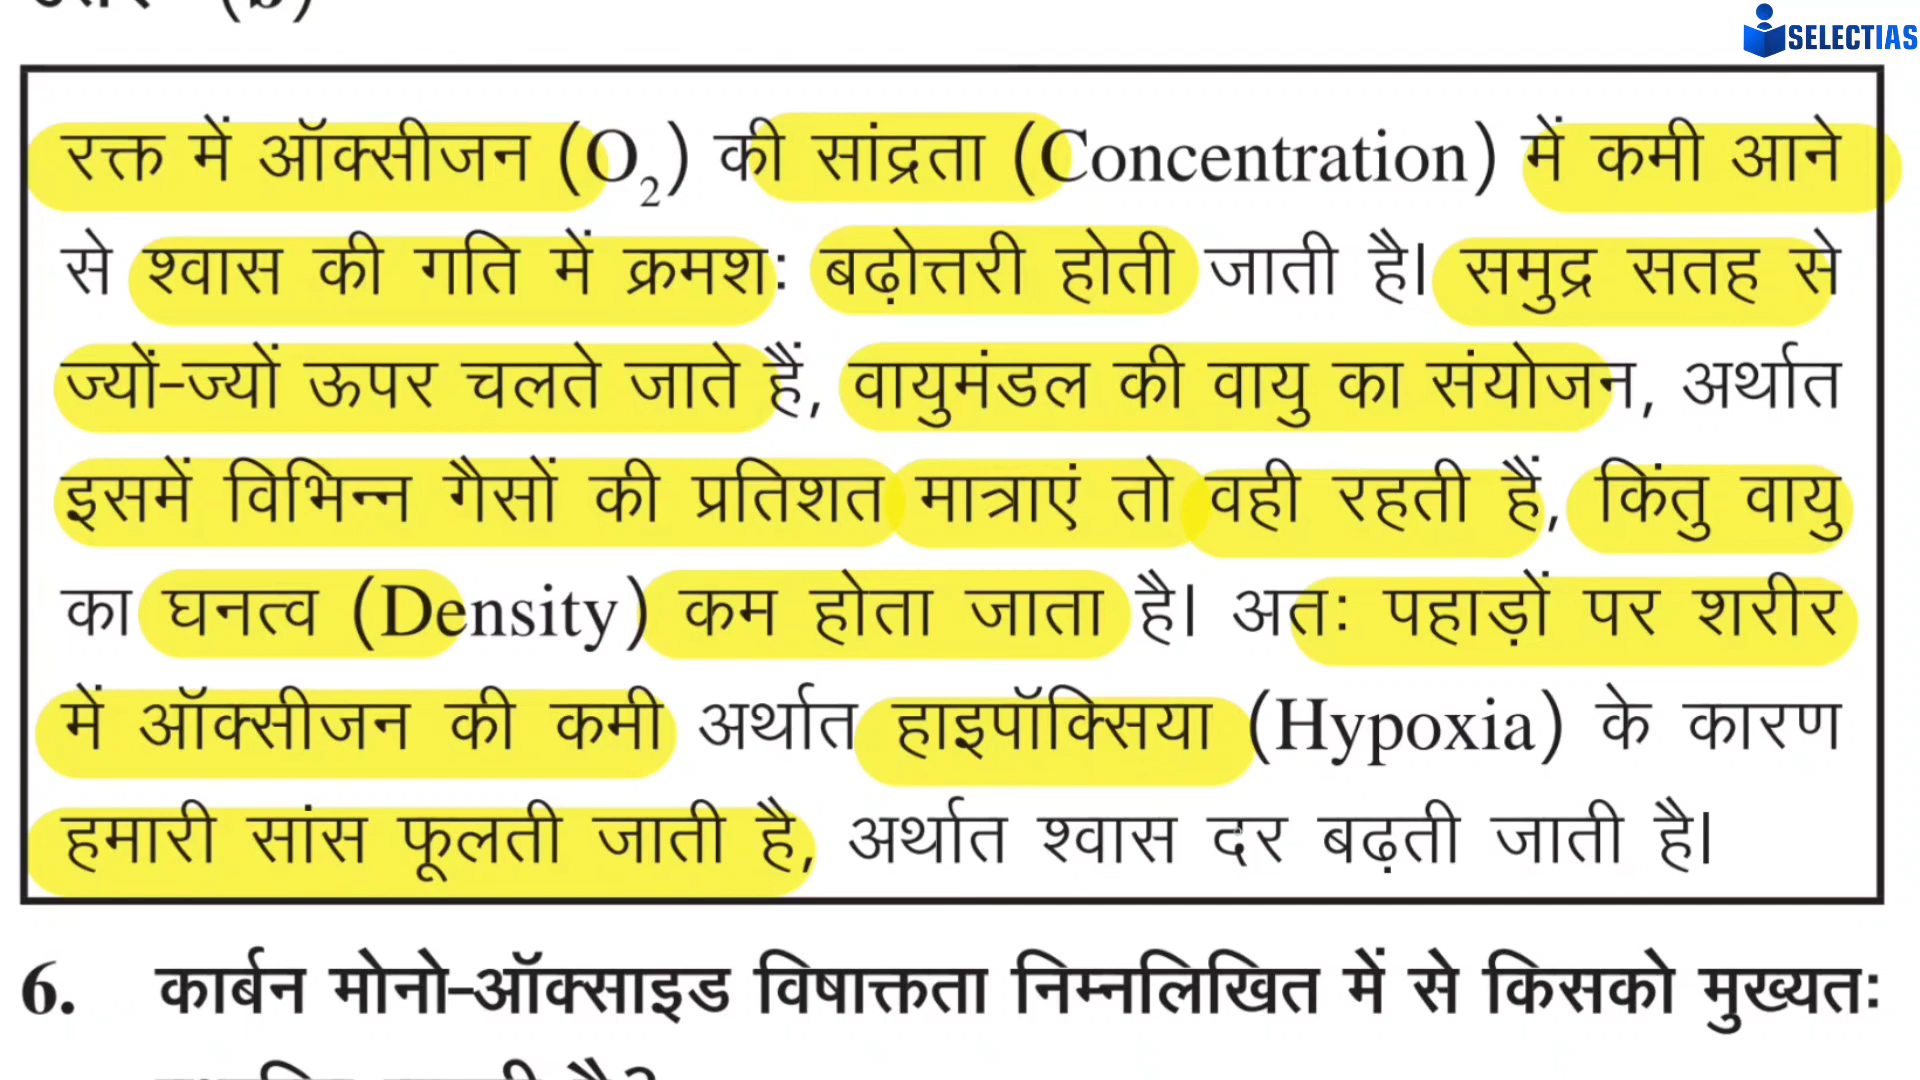 SELECTIAS
रक्त में ऑक्सीजन (O₂) की सांद्रता (Concentration) में कमी आने
से श्वास की गति में क्रमशः बढ़ोत्तरी होती जाती है। समुद्र सतह से
ज्यों-ज्यों ऊपर चलते जाते हैं, वायुमंडल की वायु का संयोजन, अर्थात
इसमें विभिन्न गैसों की प्रतिशत मात्राएं तो वही रहती हैं, किंतु वायु
का घनत्व (Density) कम होता जाता है। अतः पहाड़ों पर शरीर
में ऑक्सीजन की कमी अर्थात हाइपॉक्सिया (Hypoxia) के कारण
हमारी सांस फूलती जाती है, अर्थात श्वास दर बढ़ती जाती है।
6. कार्बन मोनो-ऑक्साइड विषाक्तता निम्नलिखित में से किसको मुख्यतः